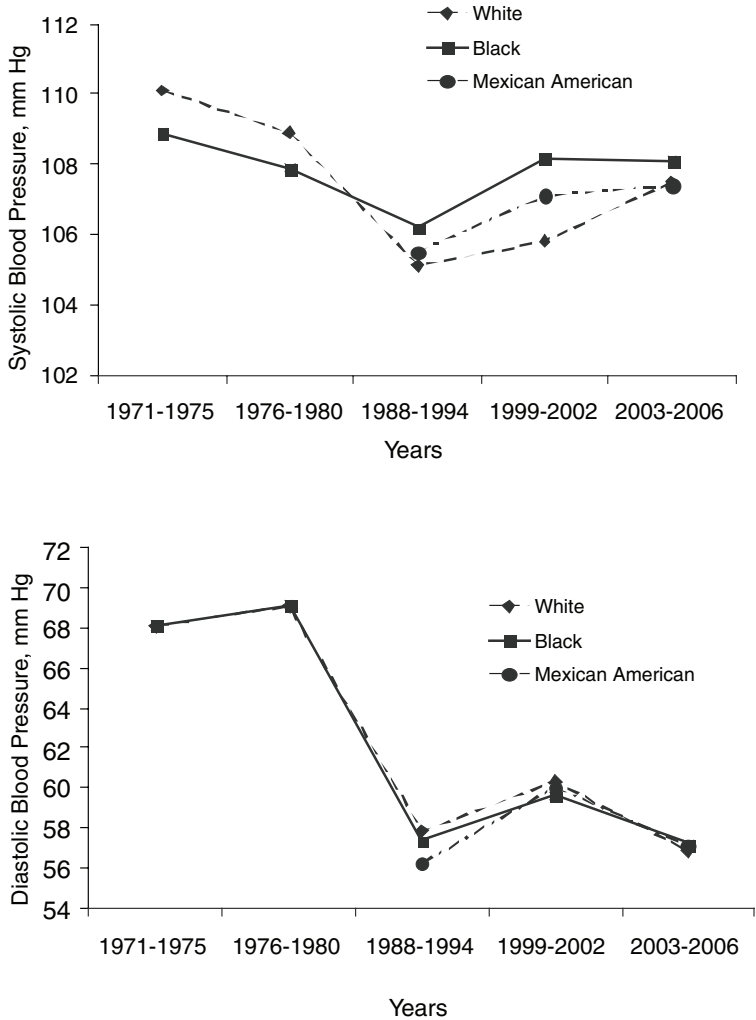 112
110
108
106
104
102
Systolic Blood Pressure, mm Hg
White
Black
Mexican American
1971-1975 1976-1980 1988-1994 1999-2002 2003-2006
Years
72
70
68
66
64
62
60
58
56
54
Diastolic Blood Pressure, mm Hg
White
Black
Mexican American
1971-1975 1976-1980 1988-1994 1999-2002 2003-2006
Years